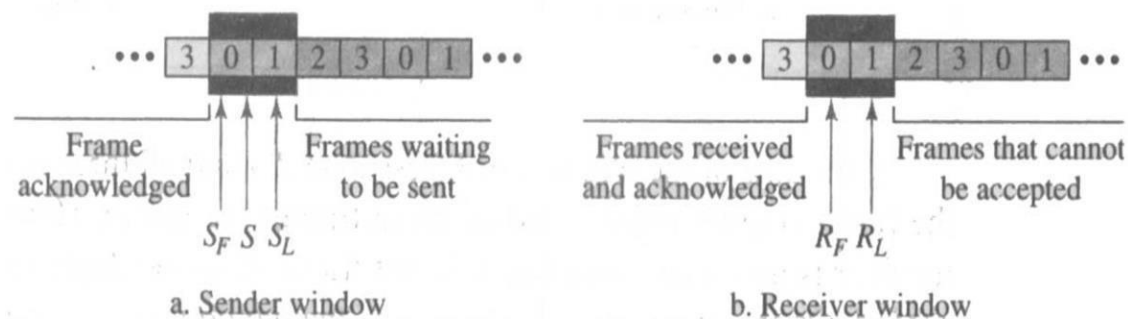 ••• 3 0 1 2 3 0 1 •••
Frame
acknowledged
Frames waiting
to be sent
S_F S S_L
a. Sender window
••• 3 0 1 2 3 0 1 •••
Frames received
and acknowledged
Frames that cannot
be accepted
R_F R_L
b. Receiver window